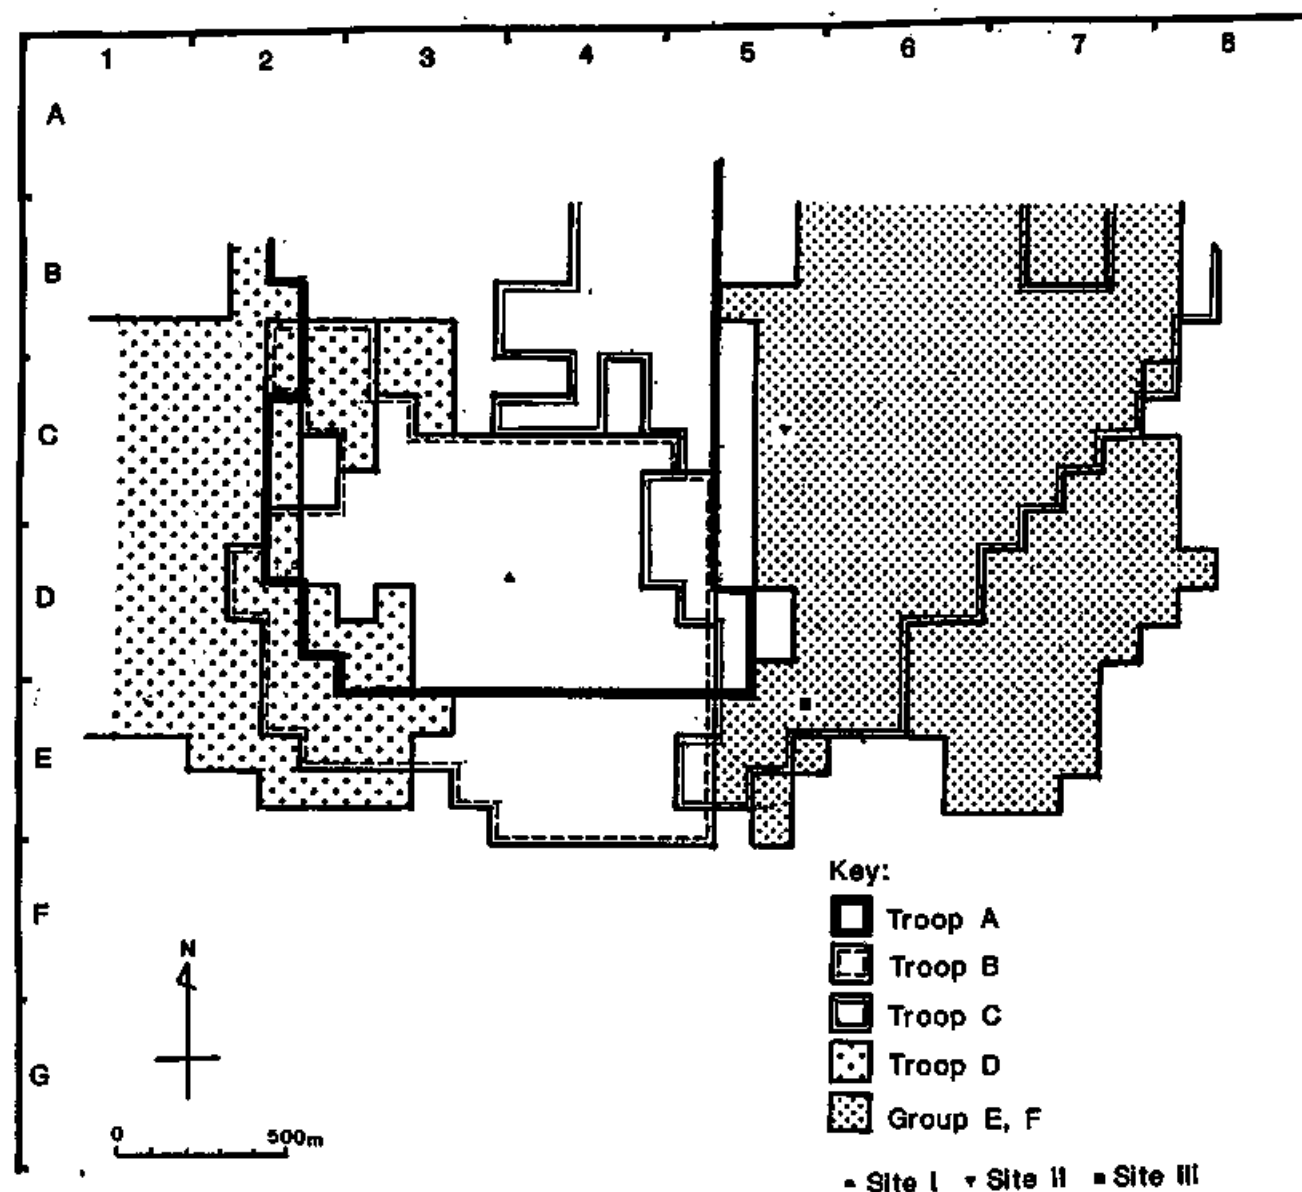 1 2 3 4 5 6 7 8
A
B
C
D
E
F
G
N
0 500m
Key:
Troop A
Troop B
Troop C
Troop D
Group E, F
Site I Site II Site III